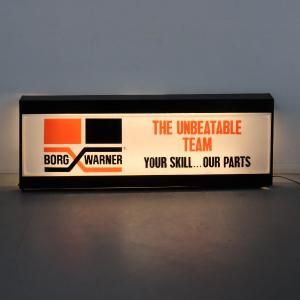 BORG WARNER
THE UNBEATABLE
TEAM
YOUR SKILL...OUR PARTS